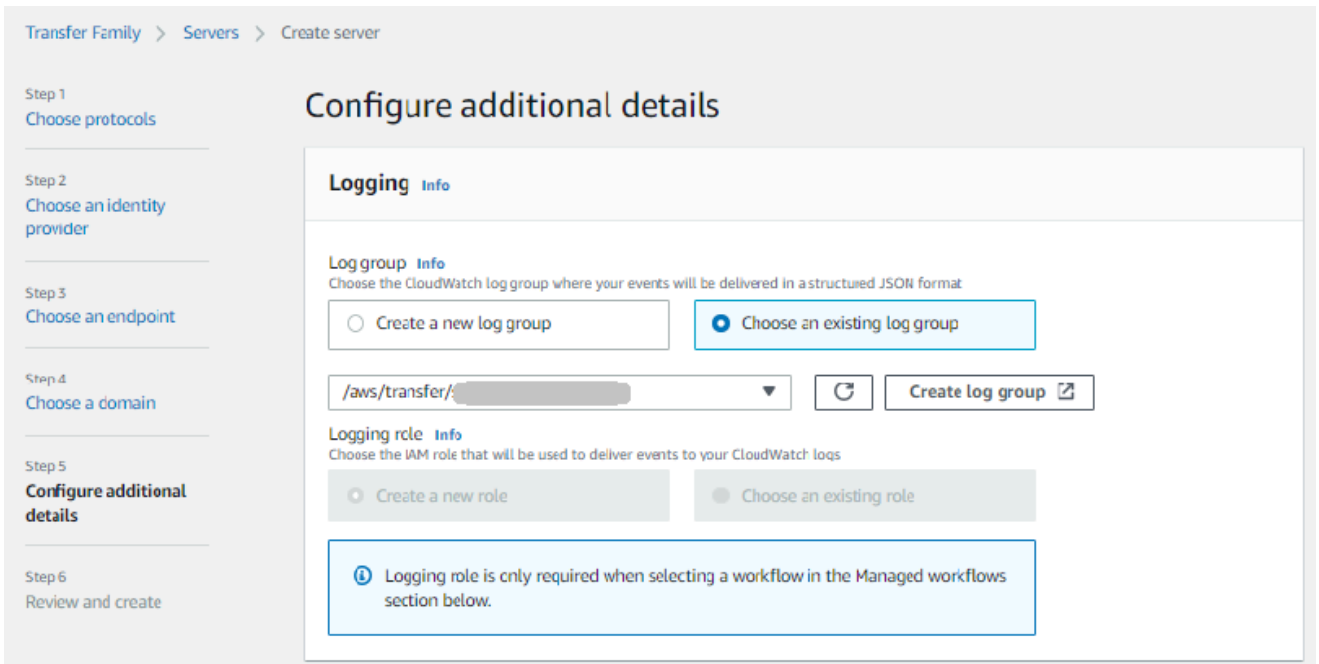 Transfer Family > Servers > Create server
Step 1
Choose protocols
Step 2
Choose an identity
provider
Step 3
Choose an endpoint
Step 4
Choose a domain
Step 5
Configure additional
details
Step 6
Review and create
Configure additional details
Logging Info
Log group Info
Choose the CloudWatch log group where your events will be delivered in a structured JSON format
Create a new log group
Choose an existing log group
/aws/transfer/
Create log group
Logging role Info
Choose the IAM role that will be used to deliver events to your CloudWatch logs
Create a new role
Choose an existing role
Logging role is only required when selecting a workflow in the Managed workflows
section below.